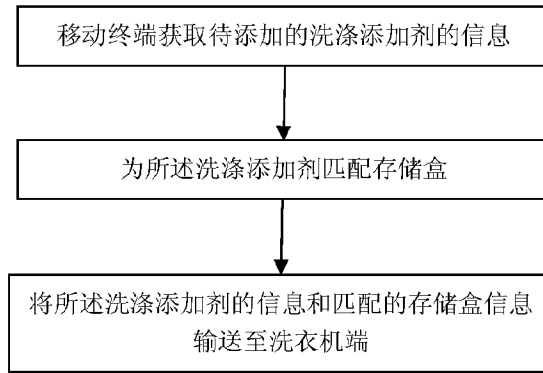 移动终端获取待添加的洗涤添加剂的信息
为所述洗涤添加剂匹配存储盒
将所述洗涤添加剂的信息和匹配的存储盒信息
输送至洗衣机端